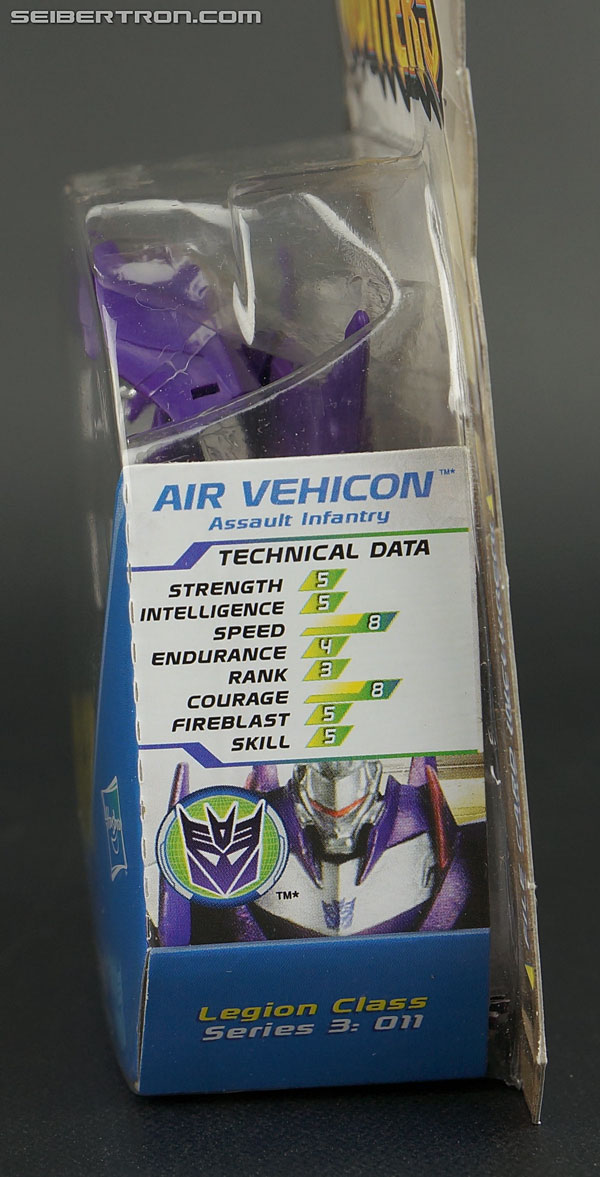 SEIBERTRON.COM
AIR VEHICON™*
Assault Infantry
TECHNICAL DATA
STRENGTH 5
INTELLIGENCE 5
SPEED 8
ENDURANCE 4
RANK 3
COURAGE 8
FIREBLAST 5
SKILL 5
TM*
Legion Class
Series 3: 011